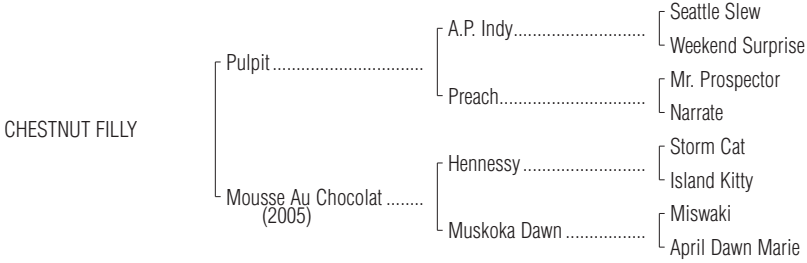 Seattle Slew
A.P. Indy..............................
Weekend Surprise
Pulpit................................
Mr. Prospector
Preach.................................
Narrate
CHESTNUT FILLY
Storm Cat
Hennessy ...........................
Island Kitty
Mousse Au Chocolat ........
(2005)
Miswaki
Muskoka Dawn .................
April Dawn Marie